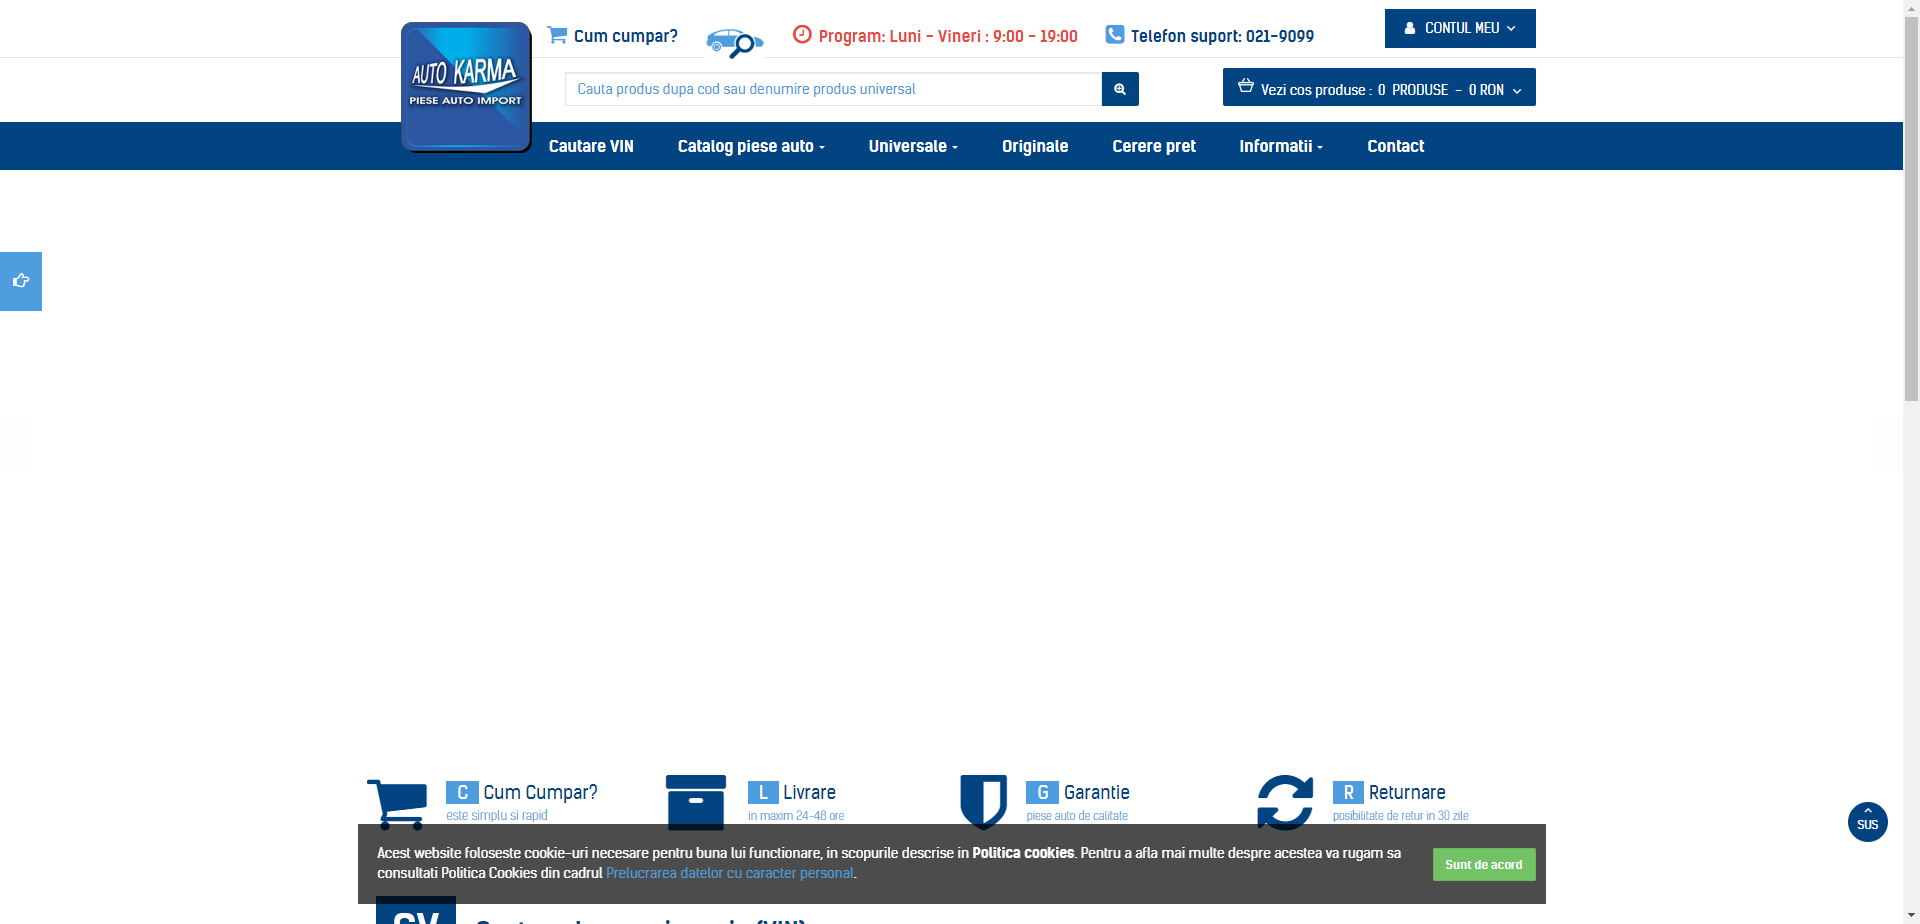 Cum cumpar?
Program: Luni - Vineri : 9:00 - 19:00
Telefon suport: 021-9099
CONTUL MEU
AUTO KARMA
PIESE AUTO IMPORT
Cauta produs dupa cod sau denumire produs universal
Vezi cos produse : 0 PRODUSE - 0 RON
Cautare VIN
Catalog piese auto
Universale
Originale
Cerere pret
Informatii
Contact
C Cum Cumpar?
este simplu si rapid
L Livrare
in maxim 24-48 ore
G Garantie
piese auto de calitate
R Returnare
posibilitate de retur in 30 zile
SUS
Acest website foloseste cookie-uri necesare pentru buna lui functionare, in scopurile descrise in Politica cookies. Pentru a afla mai multe despre acestea va rugam sa
consultati Politica Cookies din cadrul Prelucrarea datelor cu caracter personal.
Sunt de acord